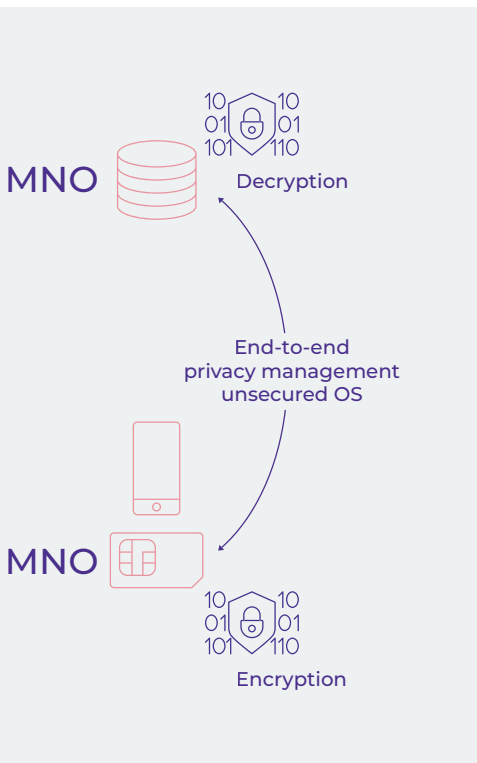 10 10
01 01
101 110
MNO
Decryption
End-to-end
privacy management
unsecured OS
MNO
10 10
01 01
101 110
Encryption